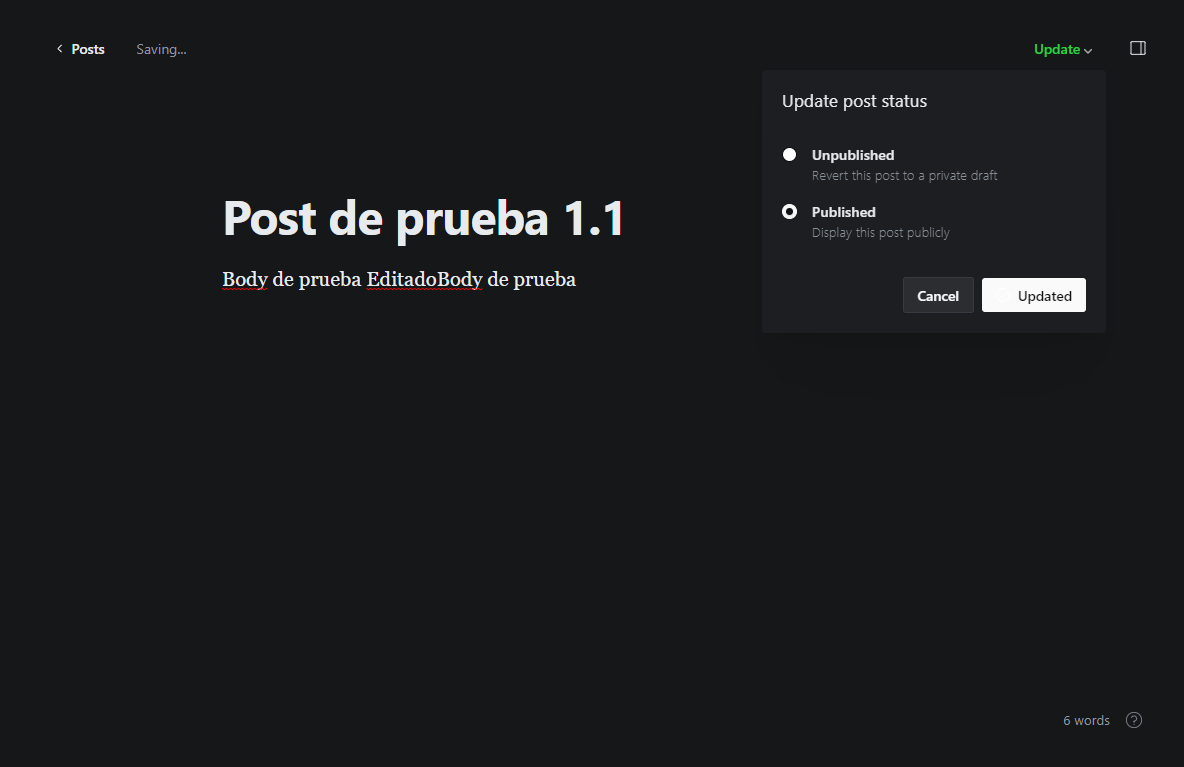 Posts Saving... Update
Update post status
Unpublished
Revert this post to a private draft
Published
Display this post publicly
Cancel Updated
Post de prueba 1.1
Body de prueba EditadoBody de prueba
6 words ?